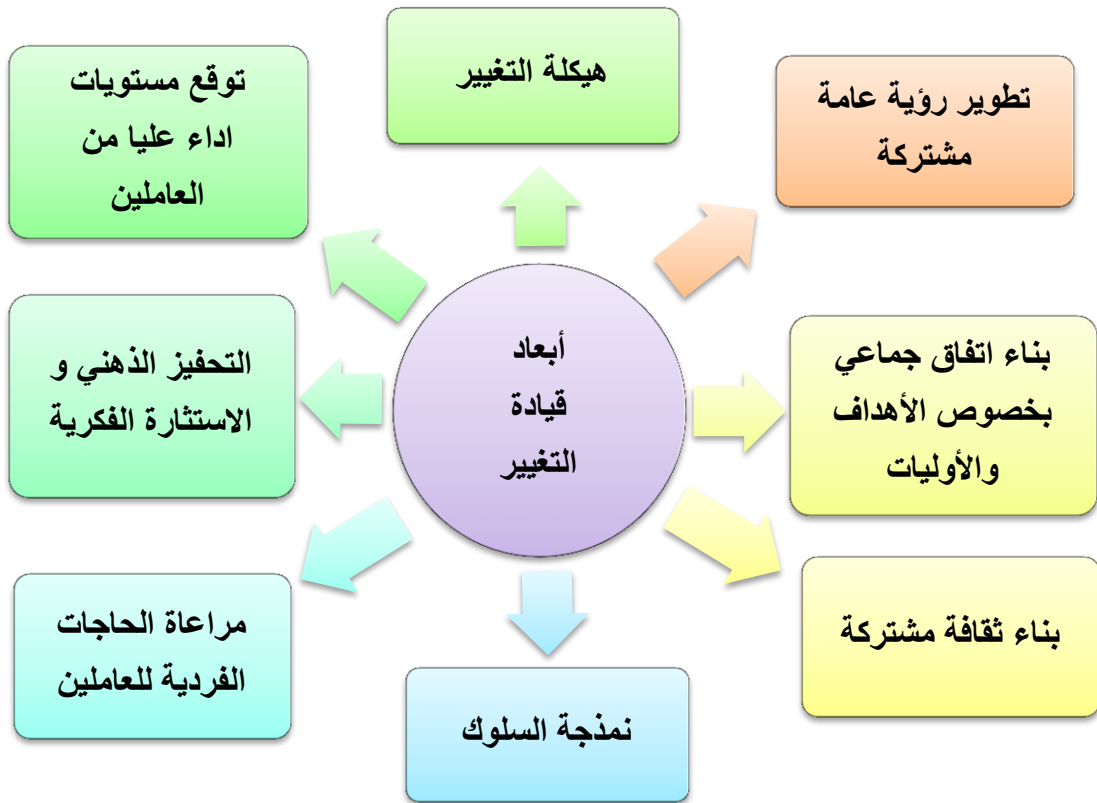 هيكلة التغيير
تطوير رؤية عامة
مشتركة
بناء اتفاق جماعي
بخصوص الأهداف
والأوليات
بناء ثقافة مشتركة
نمذجة السلوك
مراعاة الحاجات
الفردية للعاملين
التحفيز الذهني و
الاستثارة الفكرية
توقع مستويات
اداء عليا من
العاملين
أبعاد
قيادة
التغيير